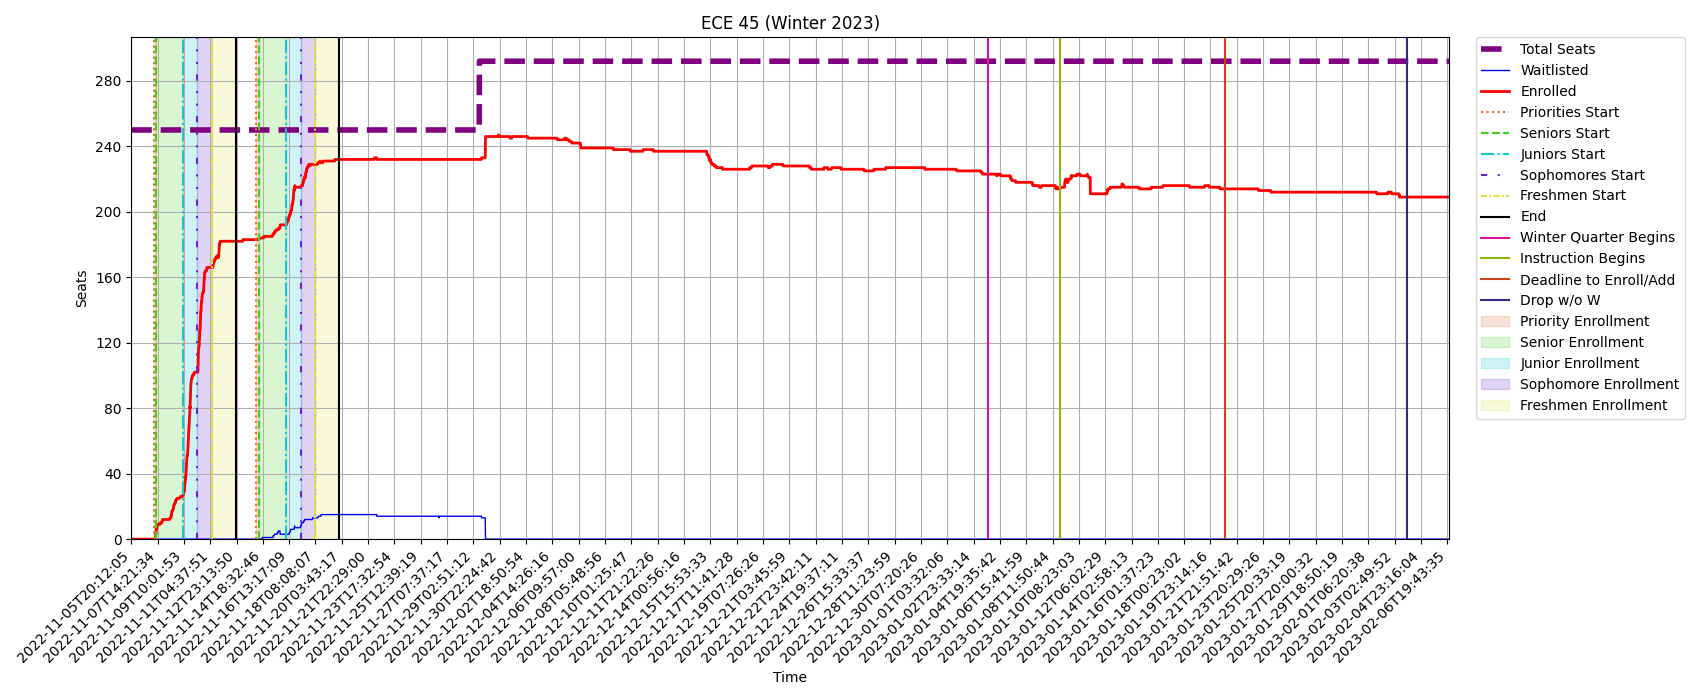 ECE 45 (Winter 2023)
Seats
280
240
200
160
120
80
40
0
Total Seats
Waitlisted
Enrolled
Priorities Start
Seniors Start
Juniors Start
Sophomores Start
Freshmen Start
End
Winter Quarter Begins
Instruction Begins
Deadline to Enroll/Add
Drop w/o W
Priority Enrollment
Senior Enrollment
Junior Enrollment
Sophomore Enrollment
Freshmen Enrollment
2022-11-05T20:12:05
2022-11-07T14:21:34
2022-11-09T10:01:53
2022-11-11T04:37:51
2022-11-12T23:13:50
2022-11-14T18:32:46
2022-11-16T13:17:09
2022-11-18T08:08:07
2022-11-20T03:43:17
2022-11-21T22:29:00
2022-11-23T17:32:54
2022-11-25T12:39:19
2022-11-27T07:37:17
2022-11-29T02:51:12
2022-11-30T22:24:42
2022-12-02T18:50:54
2022-12-04T14:26:16
2022-12-06T09:57:00
2022-12-08T05:48:56
2022-12-10T01:25:47
2022-12-11T21:22:26
2022-12-14T00:56:16
2022-12-15T15:53:33
2022-12-17T11:41:28
2022-12-19T07:26:26
2022-12-21T03:45:59
2022-12-22T23:42:11
2022-12-24T19:37:11
2022-12-26T15:33:37
2022-12-28T11:23:59
2022-12-30T07:20:26
2023-01-01T03:32:06
2023-01-02T23:33:14
2023-01-04T19:35:42
2023-01-06T15:41:59
2023-01-08T11:50:44
2023-01-10T08:23:03
2023-01-12T06:02:29
2023-01-14T02:58:13
2023-01-16T01:37:23
2023-01-18T00:23:02
2023-01-19T23:14:16
2023-01-21T21:51:42
2023-01-23T20:29:26
2023-01-25T20:33:19
2023-01-27T20:00:32
2023-01-29T18:50:19
2023-02-01T06:20:38
2023-02-03T02:49:52
2023-02-04T23:16:04
2023-02-06T19:43:35
Time